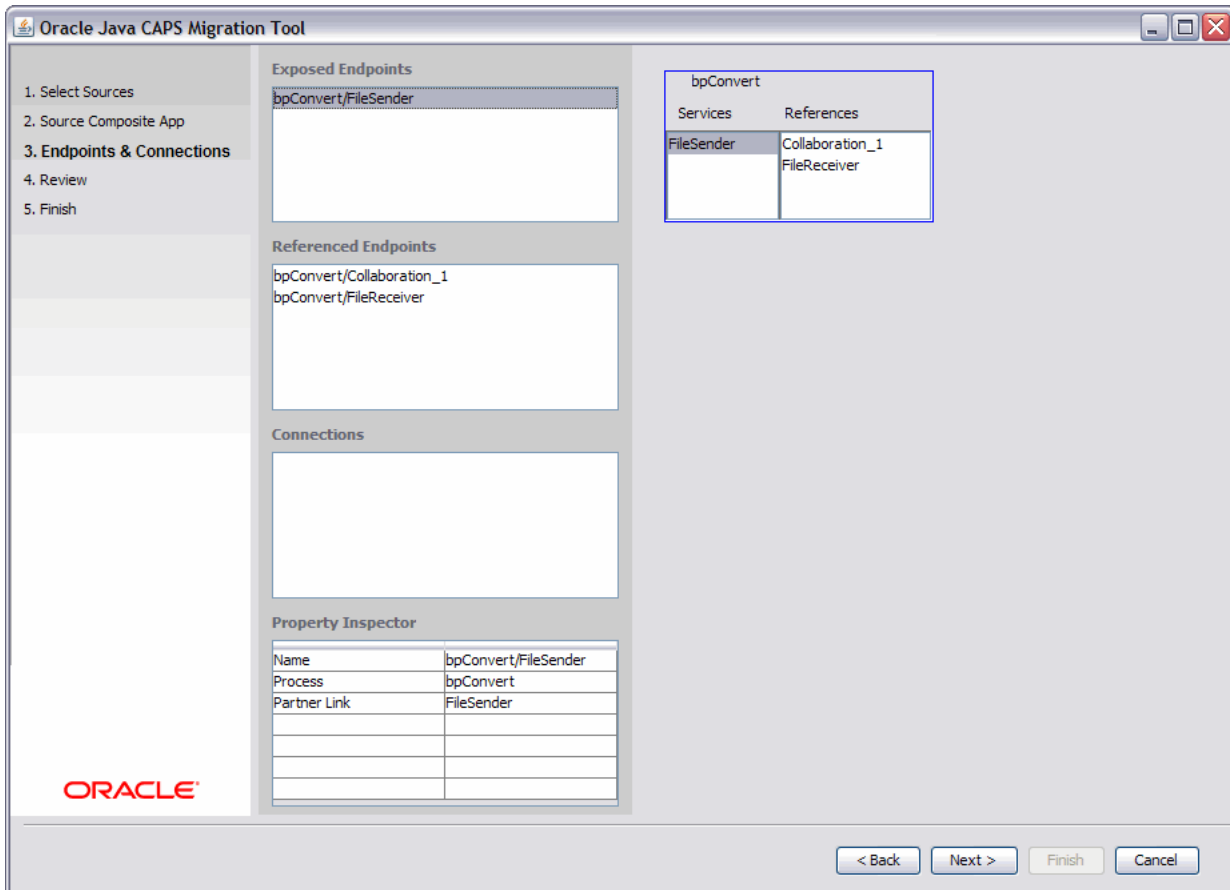 Oracle Java CAPS Migration Tool
1. Select Sources
2. Source Composite App
3. Endpoints & Connections
4. Review
5. Finish
Exposed Endpoints
bpConvert/FileSender
Referenced Endpoints
bpConvert/Collaboration_1
bpConvert/FileReceiver
Connections
Property Inspector
Name bpConvert/FileSender
Process bpConvert
Partner Link FileSender
bpConvert
Services References
FileSender Collaboration_1
FileReceiver
ORACLE
< Back Next > Finish Cancel